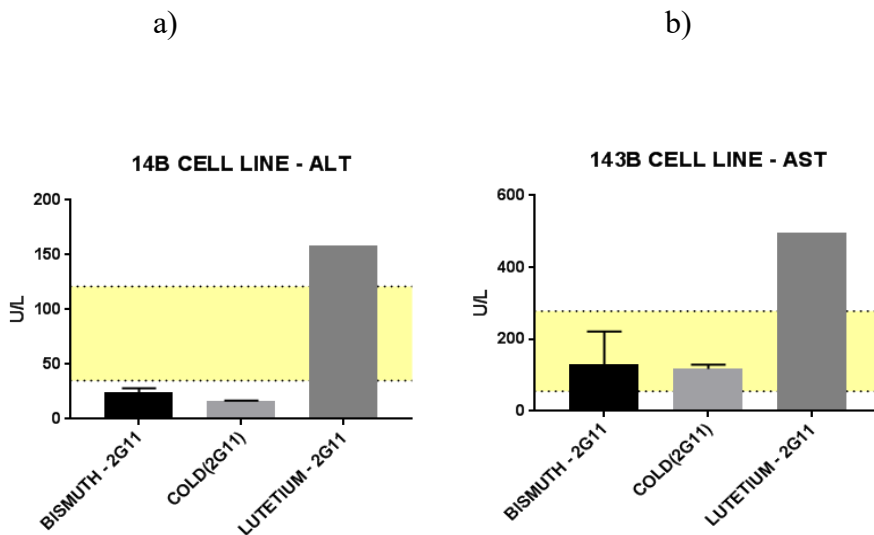 a)
b)
14B CELL LINE - ALT
200
150
100
50
0
U/L
BISMUTH - 2G11
COLD(2G11)
LUTETIUM - 2G11
143B CELL LINE - AST
600
400
200
0
U/L
BISMUTH - 2G11
COLD(2G11)
LUTETIUM - 2G11